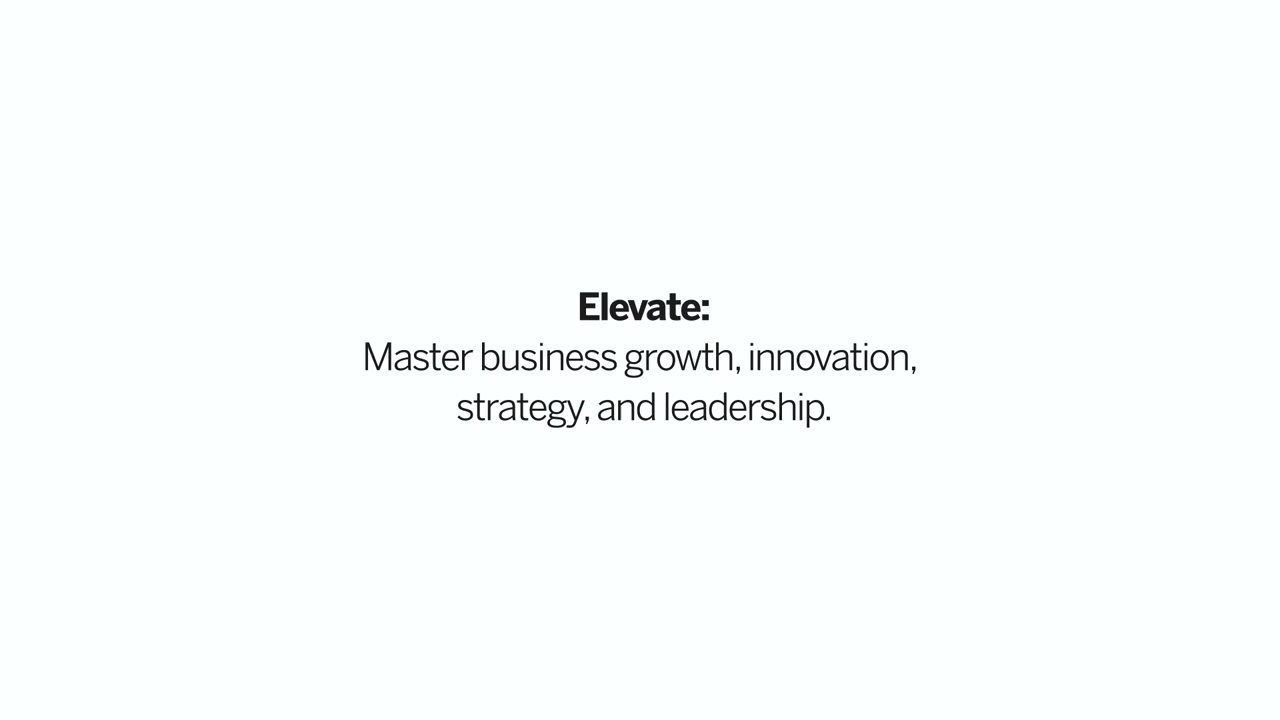 Elevate:
Master business growth, innovation,
strategy, and leadership.